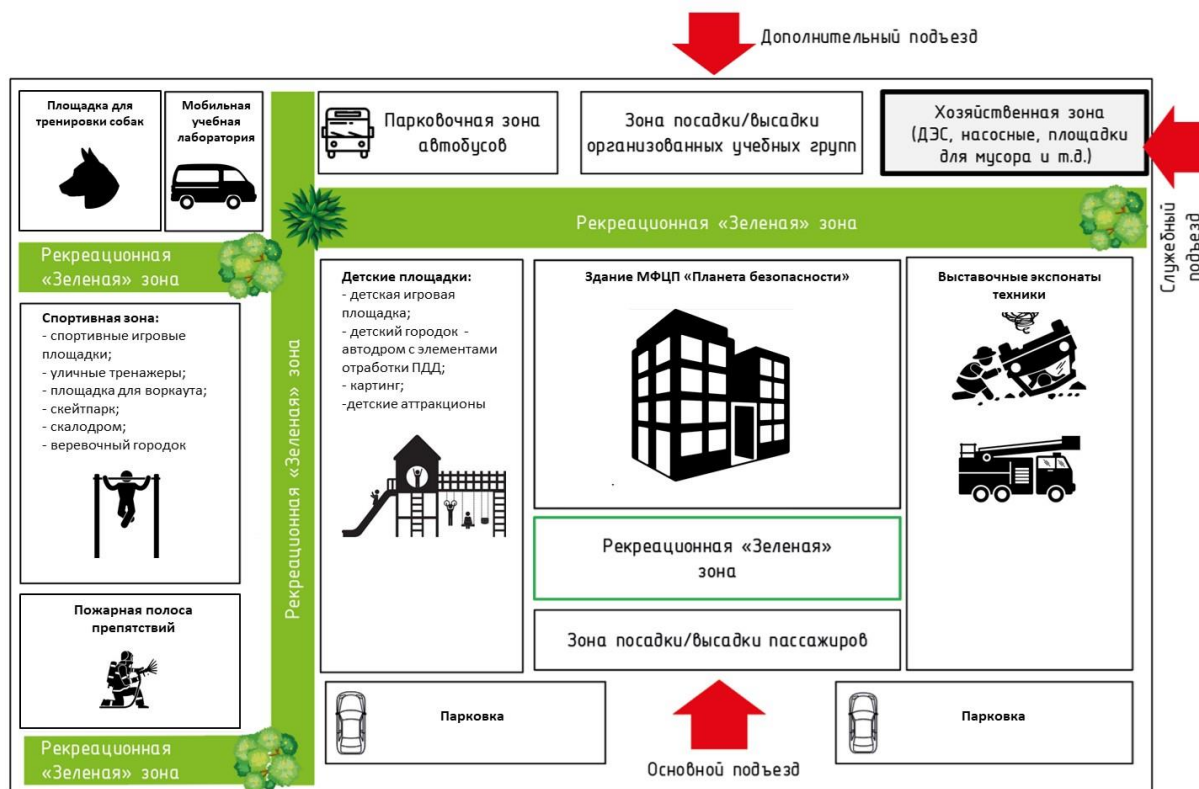 Дополнительный подъезд
Площадка для
тренировки собак
Мобильная
учебная
лаборатория
Парковочная зона
автобусов
Зона посадки/высадки
организованных учебных групп
Хозяйственная зона
(ДЭС, насосные, площадки
для мусора и т.д.)
Служебный
подъезд
Рекреационная «Зеленая» зона
Рекреационная
«Зеленая» зона
Рекреационная «Зеленая» зона
Спортивная зона:
- спортивные игровые
площадки;
- уличные тренажеры;
- площадка для воркаута;
- скейтпарк;
- скалодром;
- веревочный городок
Детские площадки:
- детская игровая
площадка;
- детский городок -
автодром с элементами
отработки ПДД;
- картинг;
-детские аттракционы
Здание МФЦП «Планета безопасности»
Выставочные экспонаты
техники
Рекреационная «Зеленая»
зона
Зона посадки/высадки пассажиров
Пожарная полоса
препятствий
Рекреационная
«Зеленая» зона
Парковка
Основной подъезд
Парковка